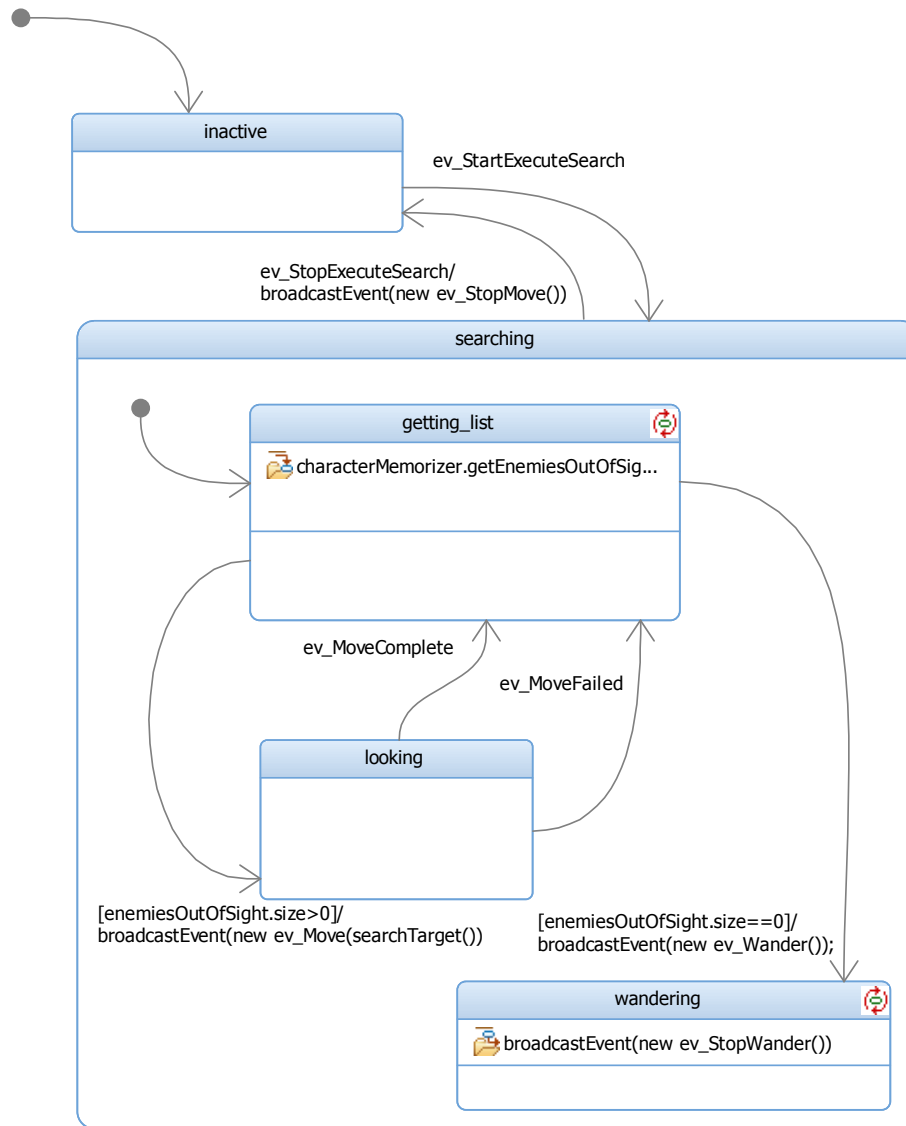 inactive
ev_StartExecuteSearch
ev_StopExecuteSearch/
broadcastEvent(new ev_StopMove())
searching
getting_list
characterMemorizer.getEnemiesOutOfSig...
ev_MoveComplete
ev_MoveFailed
looking
[enemiesOutOfSight.size>0]/
broadcastEvent(new ev_Move(searchTarget())
[enemiesOutOfSight.size==0]/
broadcastEvent(new ev_Wander());
wandering
broadcastEvent(new ev_StopWander())